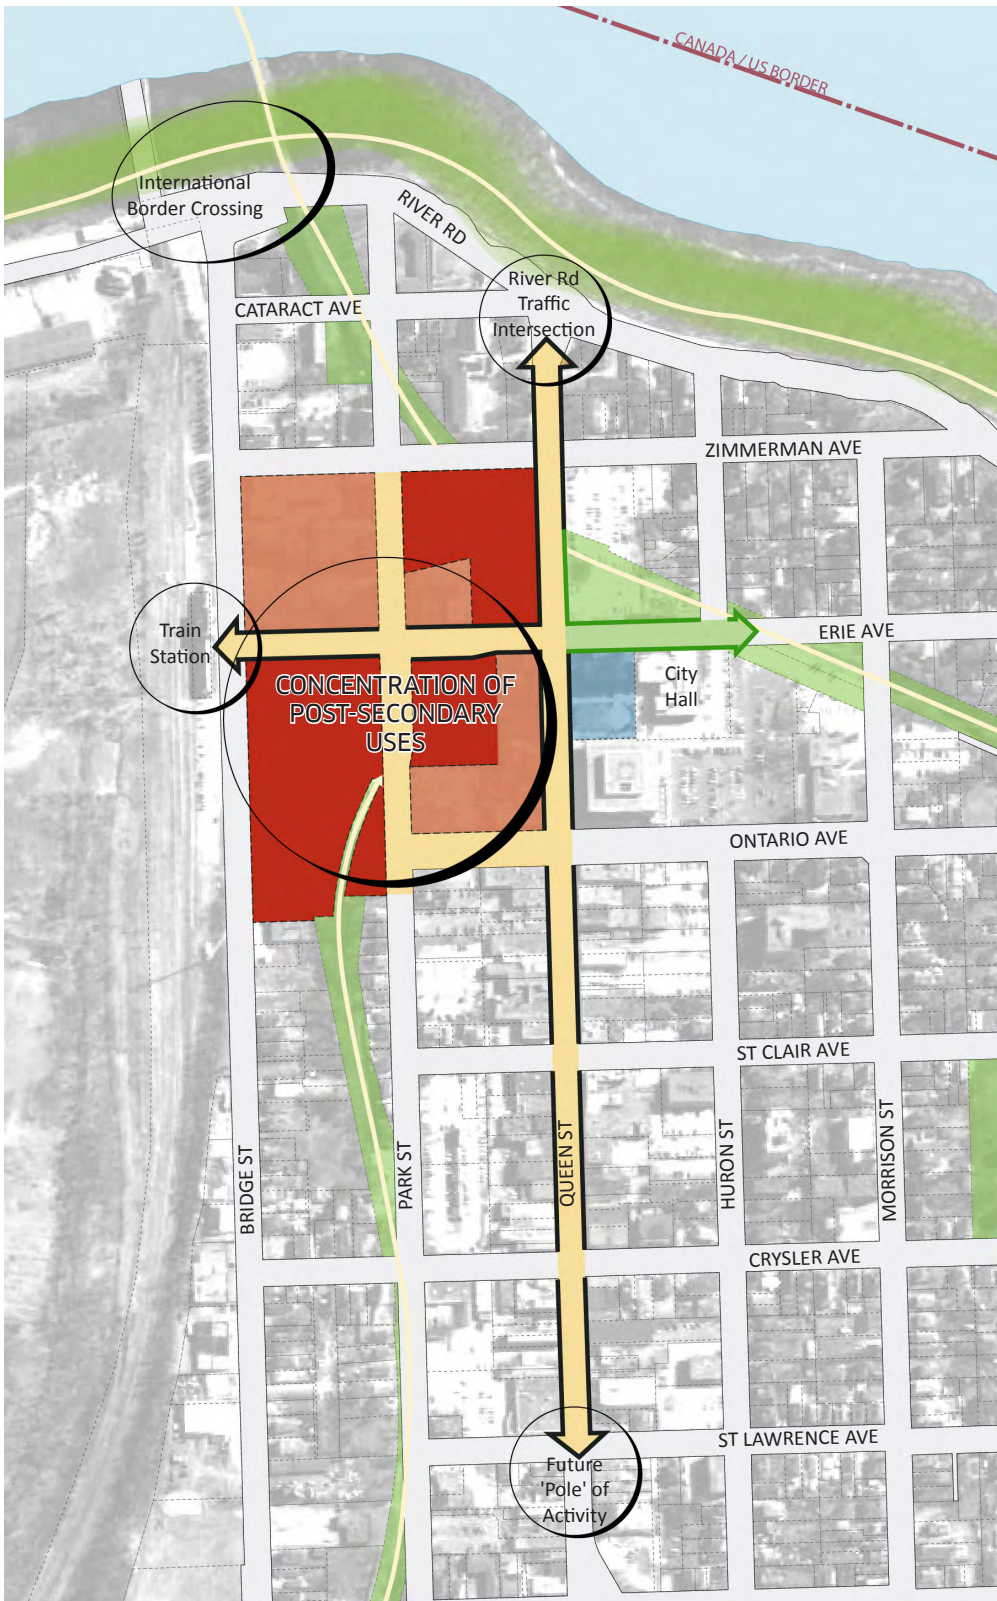 CANADA / US BORDER
International
Border Crossing
RIVER RD
River Rd
Traffic
Intersection
CATARACT AVE
ZIMMERMAN AVE
Train
Station
ERIE AVE
City
Hall
CONCENTRATION OF
POST-SECONDARY
USES
ONTARIO AVE
ST CLAIR AVE
BRIDGE ST
PARK ST
QUEEN ST
HURON ST
MORRISON ST
CRYSLER AVE
ST LAWRENCE AVE
Future
'Pole' of
Activity